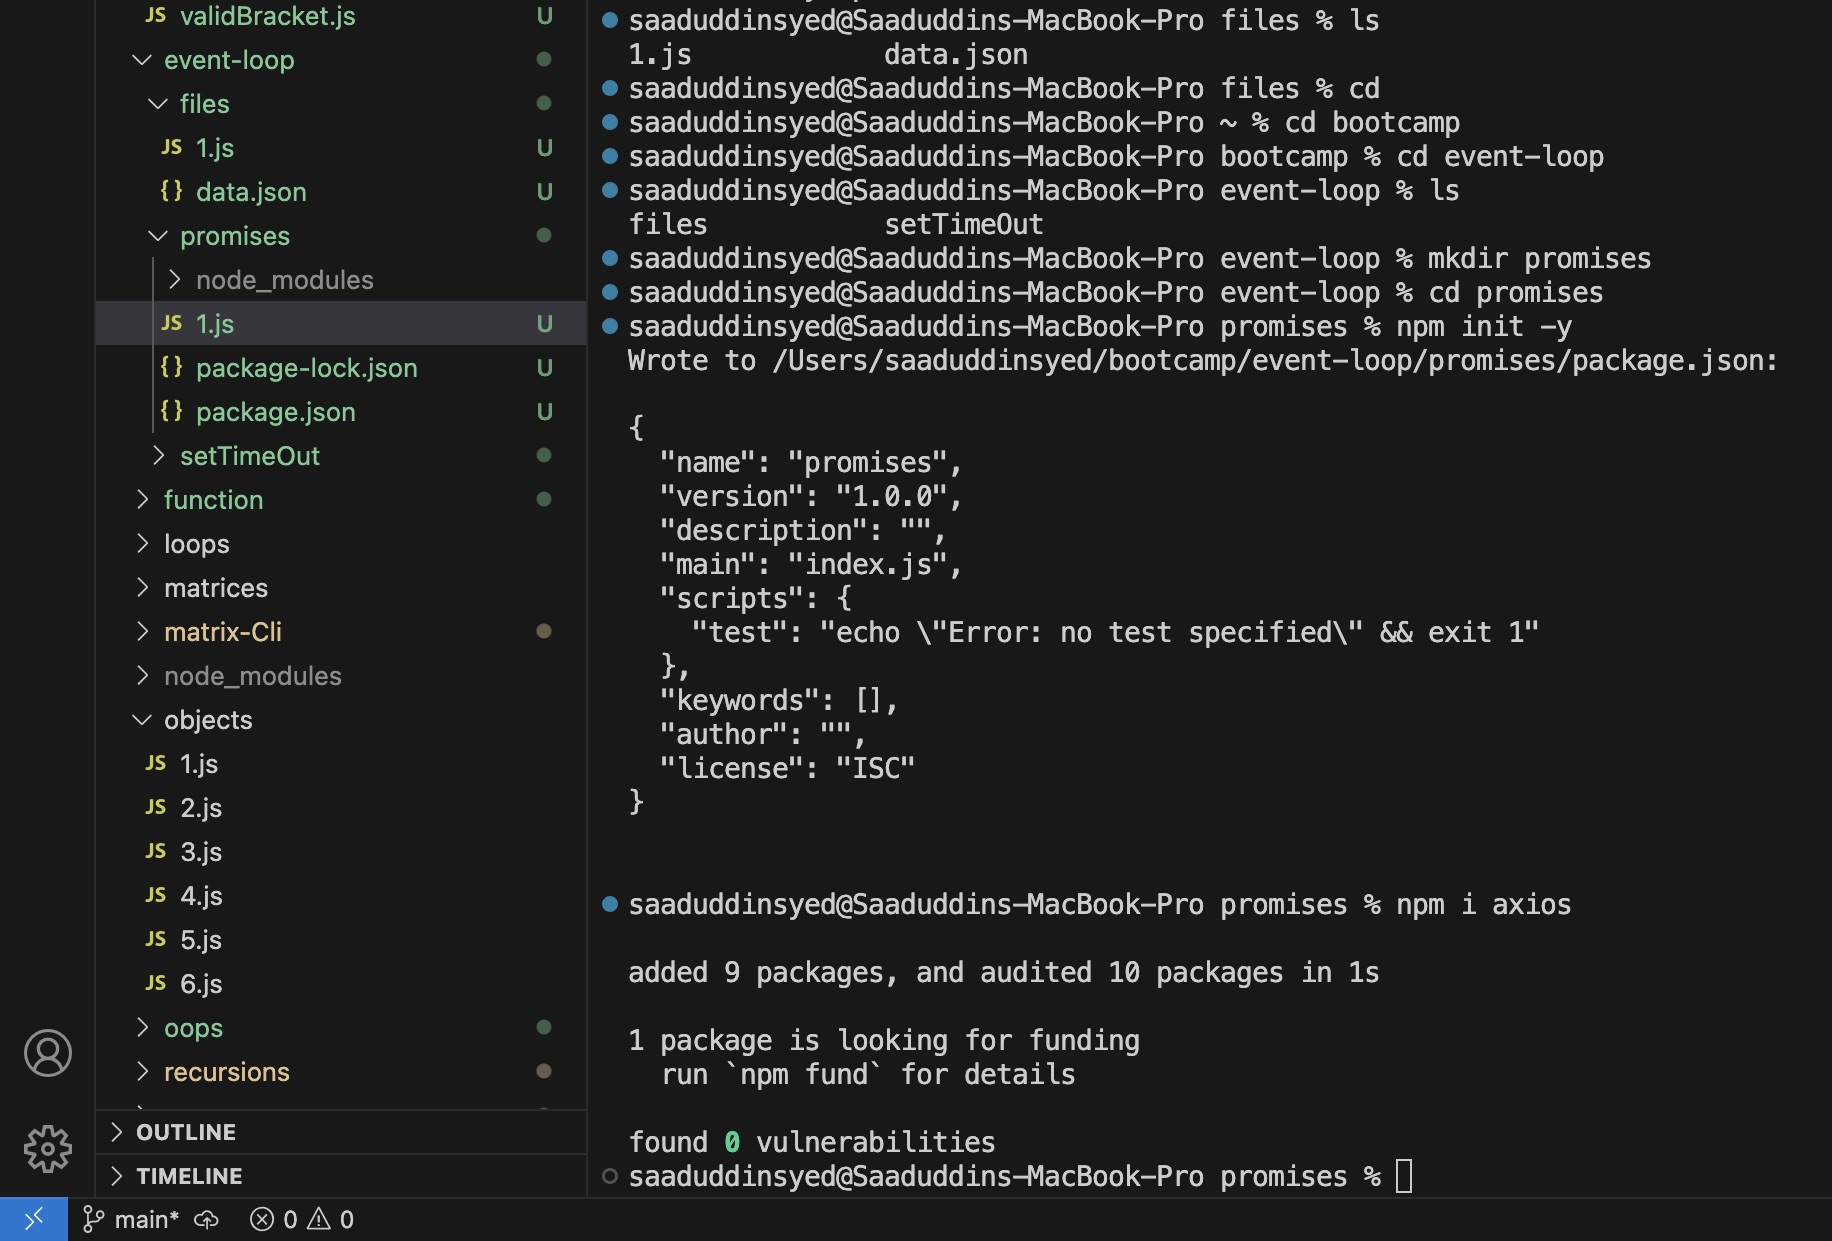 JS validBracket.js U
event-loop
files
JS 1.js U
{} data.json U
promises
node_modules
JS 1.js U
{} package-lock.json U
{} package.json U
setTimeOut
function
loops
matrices
matrix-Cli
node_modules
objects
JS 1.js
JS 2.js
JS 3.js
JS 4.js
JS 5.js
JS 6.js
oops
recursions
OUTLINE
TIMELINE
saaduddinsyed@Saaduddins-MacBook-Pro files % ls
1.js data.json
saaduddinsyed@Saaduddins-MacBook-Pro files % cd
saaduddinsyed@Saaduddins-MacBook-Pro ~ % cd bootcamp
saaduddinsyed@Saaduddins-MacBook-Pro bootcamp % cd event-loop
saaduddinsyed@Saaduddins-MacBook-Pro event-loop % ls
files setTimeOut
saaduddinsyed@Saaduddins-MacBook-Pro event-loop % mkdir promises
saaduddinsyed@Saaduddins-MacBook-Pro event-loop % cd promises
saaduddinsyed@Saaduddins-MacBook-Pro promises % npm init -y
Wrote to /Users/saaduddinsyed/bootcamp/event-loop/promises/package.json:
{
"name": "promises",
"version": "1.0.0",
"description": "",
"main": "index.js",
"scripts": {
"test": "echo \"Error: no test specified\" && exit 1"
},
"keywords": [],
"author": "",
"license": "ISC"
}
saaduddinsyed@Saaduddins-MacBook-Pro promises % npm i axios
added 9 packages, and audited 10 packages in 1s
1 package is looking for funding
run `npm fund` for details
found 0 vulnerabilities
saaduddinsyed@Saaduddins-MacBook-Pro promises %
main* 0 0